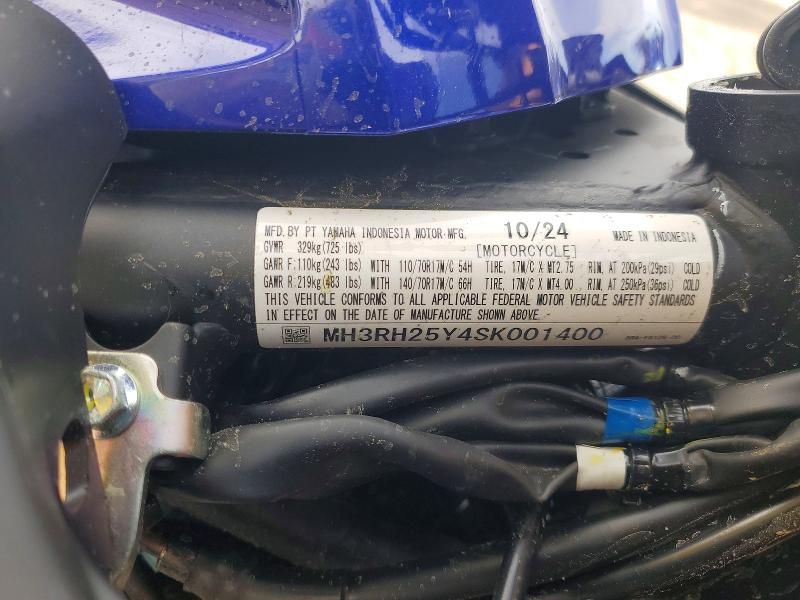 MFD. BY PT YAMAHA INDONESIA MOTOR MFG. 10/24 MADE IN INDONESIA
GVWR 329kg(725 lbs) [MOTORCYCLE]
GAWR F:110kg(243 lbs) WITH 110/70R17M/C 54H TIRE, 17M/C X MT2.75 RIM, AT 200kPa(29psi) COLD
GAWR R:219kg(483 lbs) WITH 140/70R17M/C 66H TIRE, 17M/C X MT4.00 RIM, AT 250kPa(36psi) COLD
THIS VEHICLE CONFORMS TO ALL APPLICABLE FEDERAL MOTOR VEHICLE SAFETY STANDARDS
IN EFFECT ON THE DATE OF MANUFACTURE SHOWN ABOVE.
MH3RH25Y4SK001400